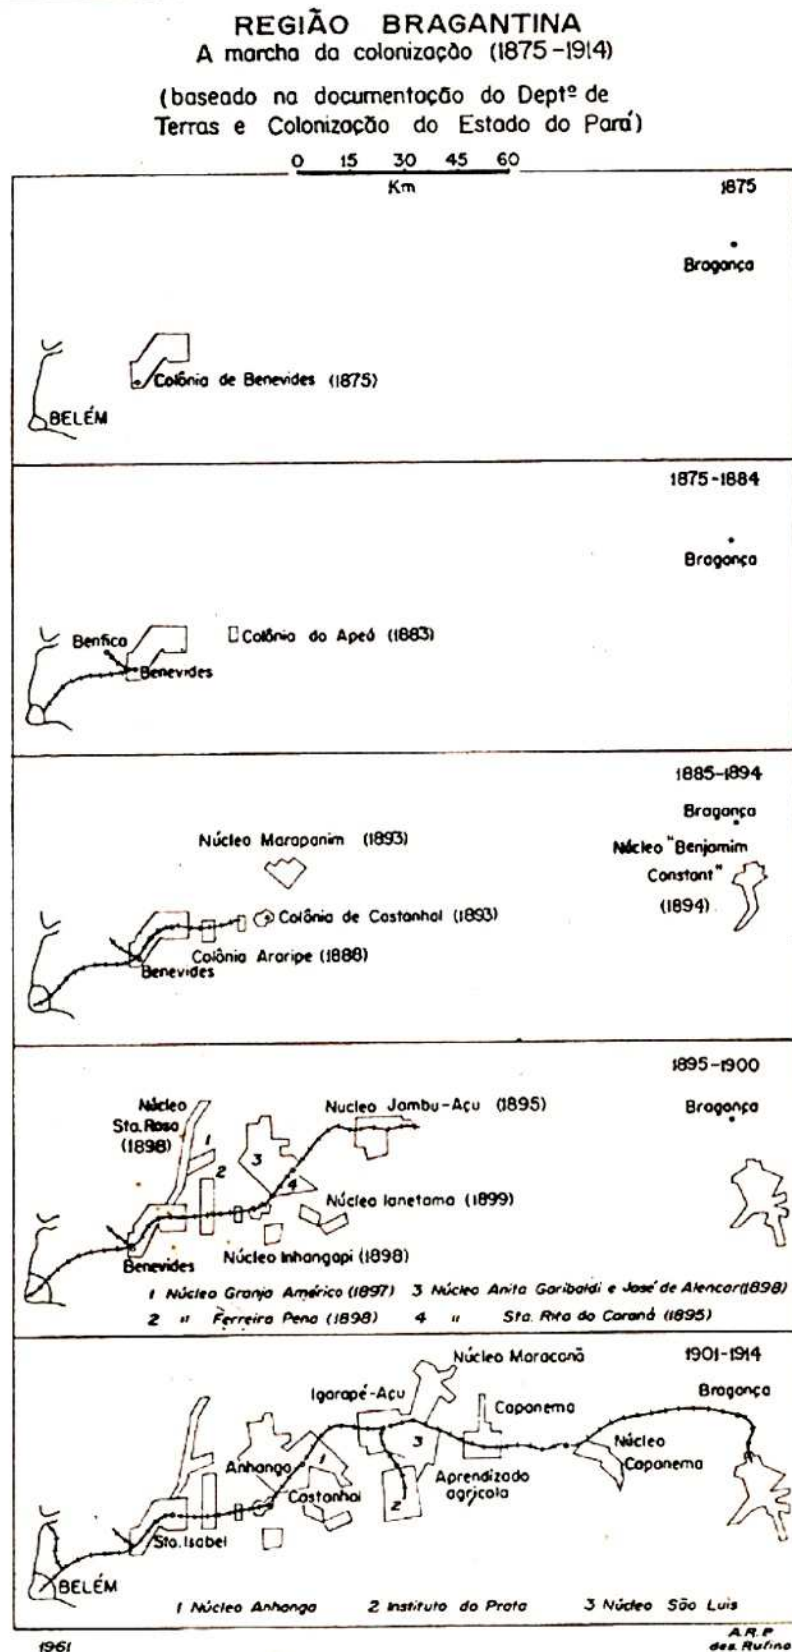 REGIÃO BRAGANTINA
A marcha da colonização (1875-1914)
(baseado na documentação do Deptº de
Terras e Colonização do Estado do Pará)
0 15 30 45 60
Km
1875
Bragança
Colônia de Benevides (1875)
BELÉM
1875-1884
Bragança
Benfica
Colônia do Apeá (1883)
Benevides
1885-1894
Bragança
Núcleo Marapanim (1893)
Núcleo "Benjamim
Constant"
(1894)
Colônia de Castanhal (1893)
Colônia Araripe (1888)
Benevides
1895-1900
Núcleo
Sta. Rosa
(1898)
Nucleo Jambu-Açu (1895)
Bragança
1
2
3
4
Núcleo Ianetama (1899)
Núcleo Inhangapi (1898)
Benevides
1 Núcleo Granja Américo (1897) 3 Núcleo Anita Garibaldi e José de Alencar (1898)
2 " Ferreira Pena (1898) 4 " Sta. Rita do Caraná (1895)
1901-1914
Núcleo Maracanã
Bragança
Igarapé-Açu
Capanema
1
3
Núcleo
Capanema
Anhanga
Castanhal
Aprendizado
agrícola
2
Sta. Isabel
BELÉM
1 Núcleo Anhanga 2 Instituto do Prata 3 Núcleo São Luis
1961
A.R.P.
des. Rufino